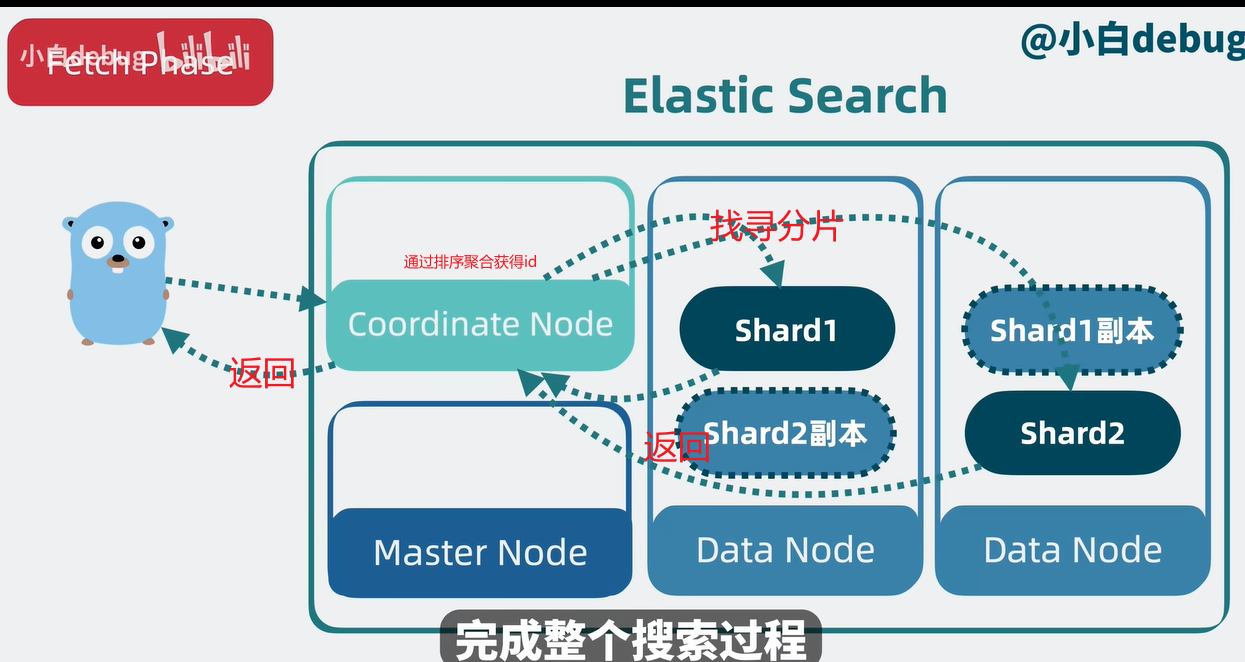 @小白debug
小白debug bilibili
Fetch Phase
Elastic Search
找寻分片
通过排序聚合获得id
Coordinate Node
Shard1
Shard1副本
返回
Shard2副本
Shard2
返回
Master Node
Data Node
Data Node
完成整个搜索过程